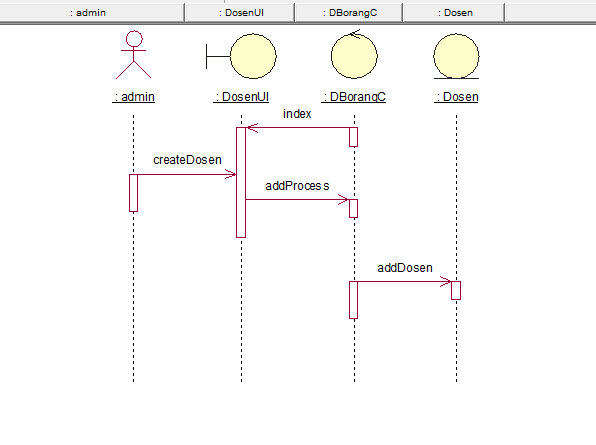 : admin
: DosenUI
: DBorangC
: Dosen
: admin
: DosenUI
: DBorangC
: Dosen
index
createDosen
addProcess
addDosen